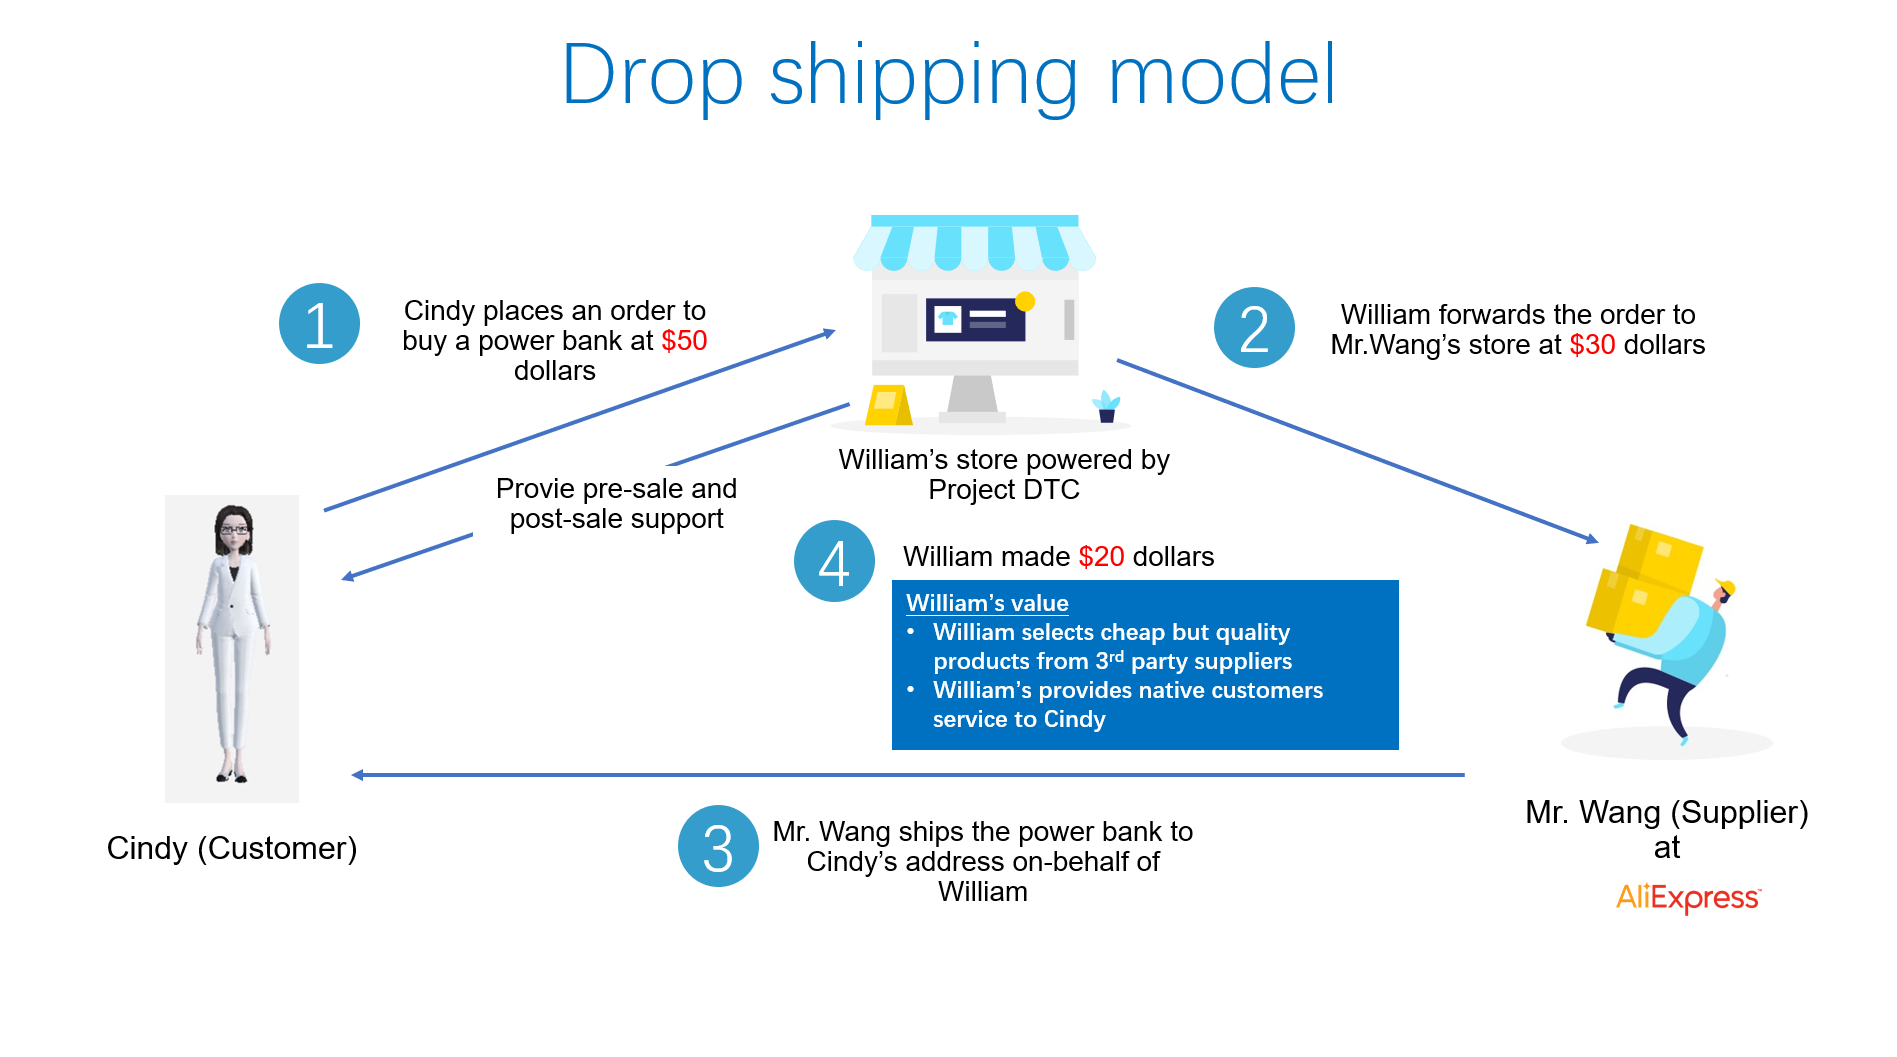 Drop shipping model
1
Cindy places an order to
buy a power bank at $50
dollars
2
William forwards the order to
Mr.Wang’s store at $30 dollars
Provie pre-sale and
post-sale support
William’s store powered by
Project DTC
4
William made $20 dollars
William’s value
• William selects cheap but quality
products from 3rd party suppliers
• William’s provides native customers
service to Cindy
Cindy (Customer)
3
Mr. Wang ships the power bank to
Cindy’s address on-behalf of
William
Mr. Wang (Supplier)
at
AliExpress™